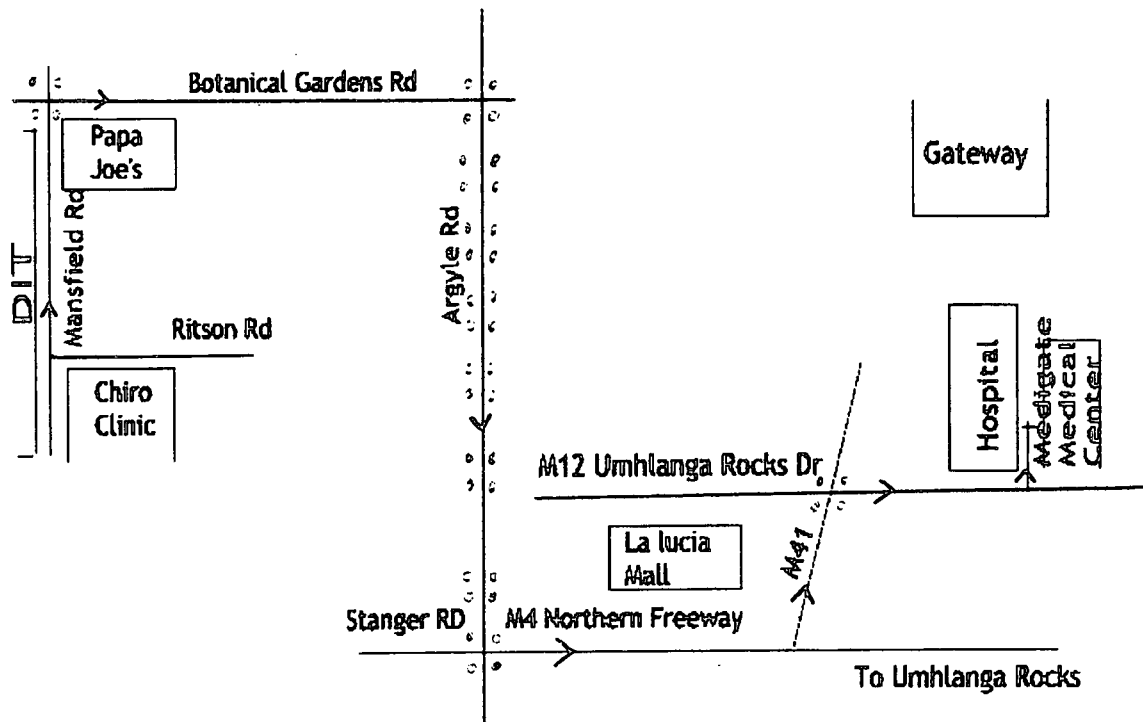 Botanical Gardens Rd
Papa
Joe's
Gateway
DIT
Mansfield Rd
Argyle Rd
Ritson Rd
Chiro
Clinic
Hospital
Medigate
Medical
Center
M12 Umhlanga Rocks Dr
La lucia
Mall
M41
Stanger RD
M4 Northern Freeway
To Umhlanga Rocks